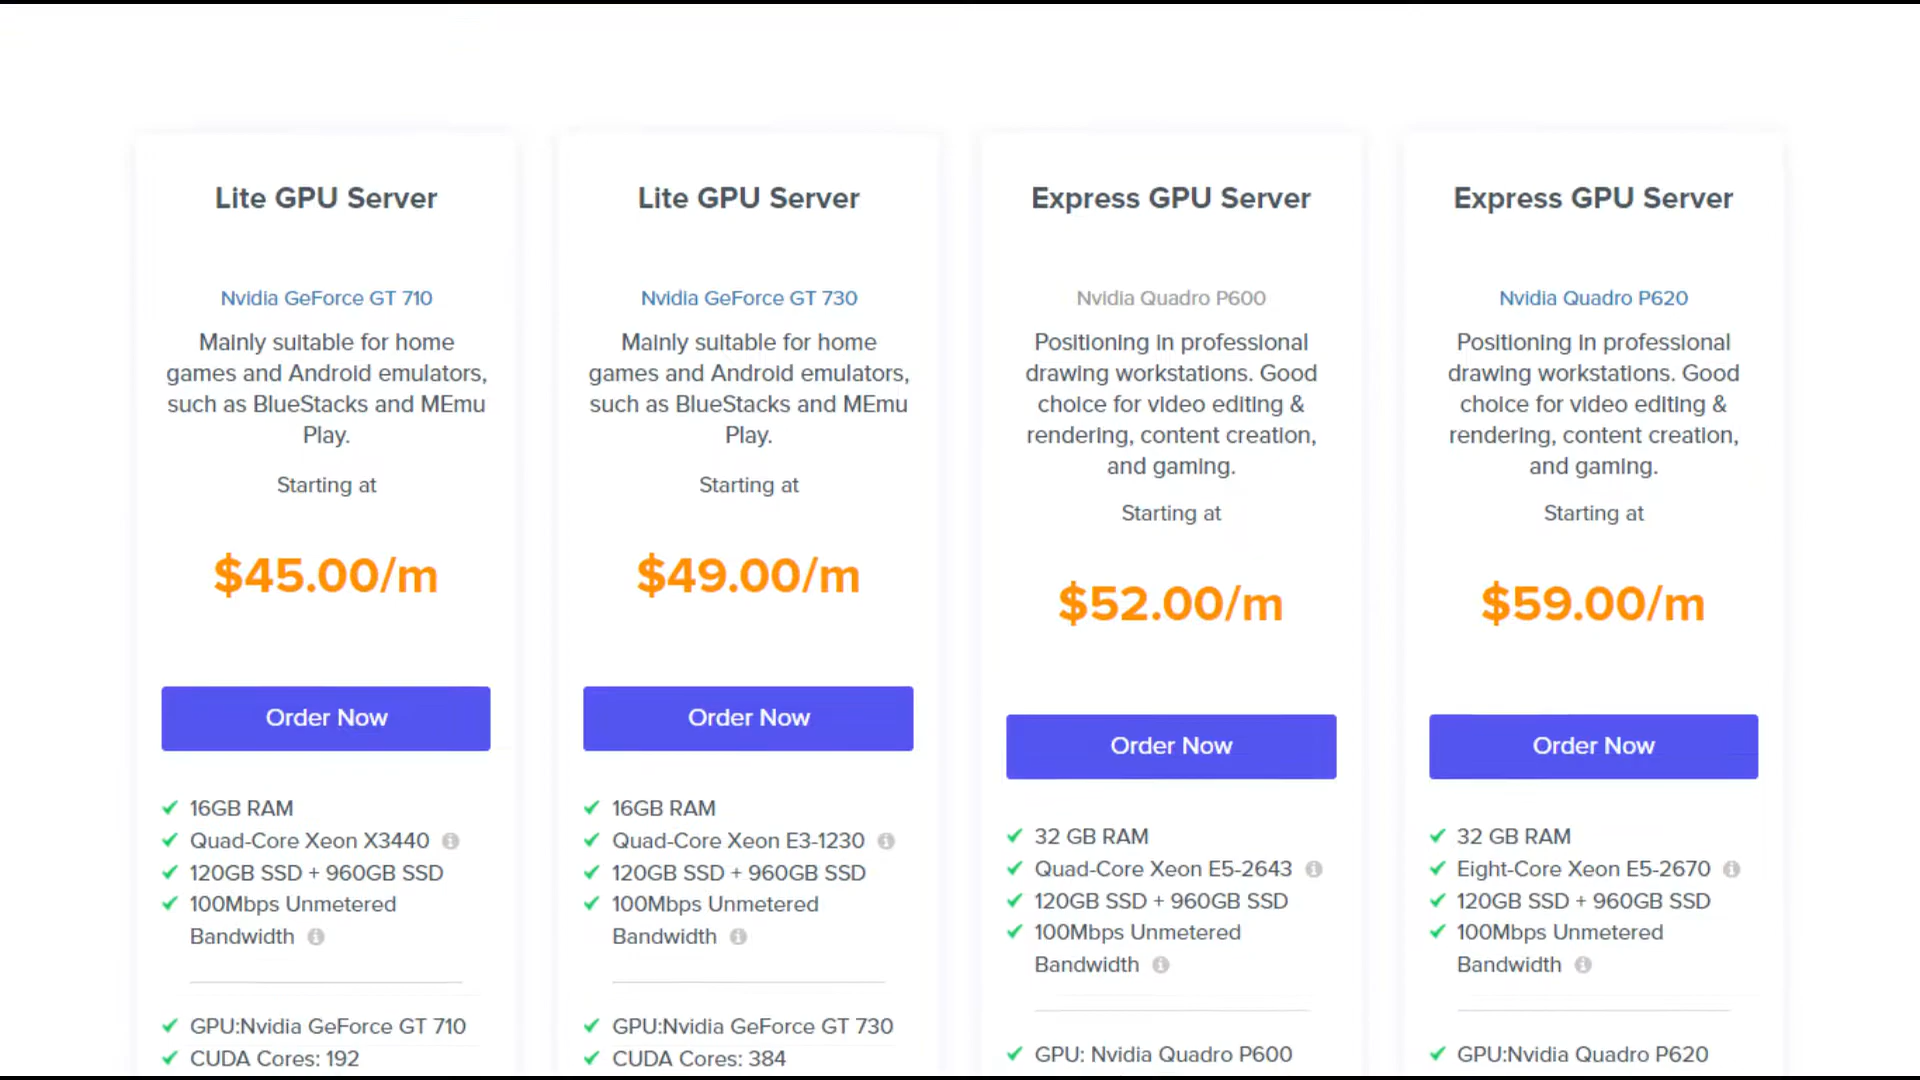 Lite GPU Server
Nvidia GeForce GT 710
Mainly suitable for home
games and Android emulators,
such as BlueStacks and MEmu
Play.
Starting at
$45.00/m
Order Now
16GB RAM
Quad-Core Xeon X3440
120GB SSD + 960GB SSD
100Mbps Unmetered
Bandwidth
GPU:Nvidia GeForce GT 710
CUDA Cores: 192
Lite GPU Server
Nvidia GeForce GT 730
Mainly suitable for home
games and Android emulators,
such as BlueStacks and MEmu
Play.
Starting at
$49.00/m
Order Now
16GB RAM
Quad-Core Xeon E3-1230
120GB SSD + 960GB SSD
100Mbps Unmetered
Bandwidth
GPU:Nvidia GeForce GT 730
CUDA Cores: 384
Express GPU Server
Nvidia Quadro P600
Positioning in professional
drawing workstations. Good
choice for video editing &
rendering, content creation,
and gaming.
Starting at
$52.00/m
Order Now
32 GB RAM
Quad-Core Xeon E5-2643
120GB SSD + 960GB SSD
100Mbps Unmetered
Bandwidth
GPU: Nvidia Quadro P600
Express GPU Server
Nvidia Quadro P620
Positioning in professional
drawing workstations. Good
choice for video editing &
rendering, content creation,
and gaming.
Starting at
$59.00/m
Order Now
32 GB RAM
Eight-Core Xeon E5-2670
120GB SSD + 960GB SSD
100Mbps Unmetered
Bandwidth
GPU:Nvidia Quadro P620